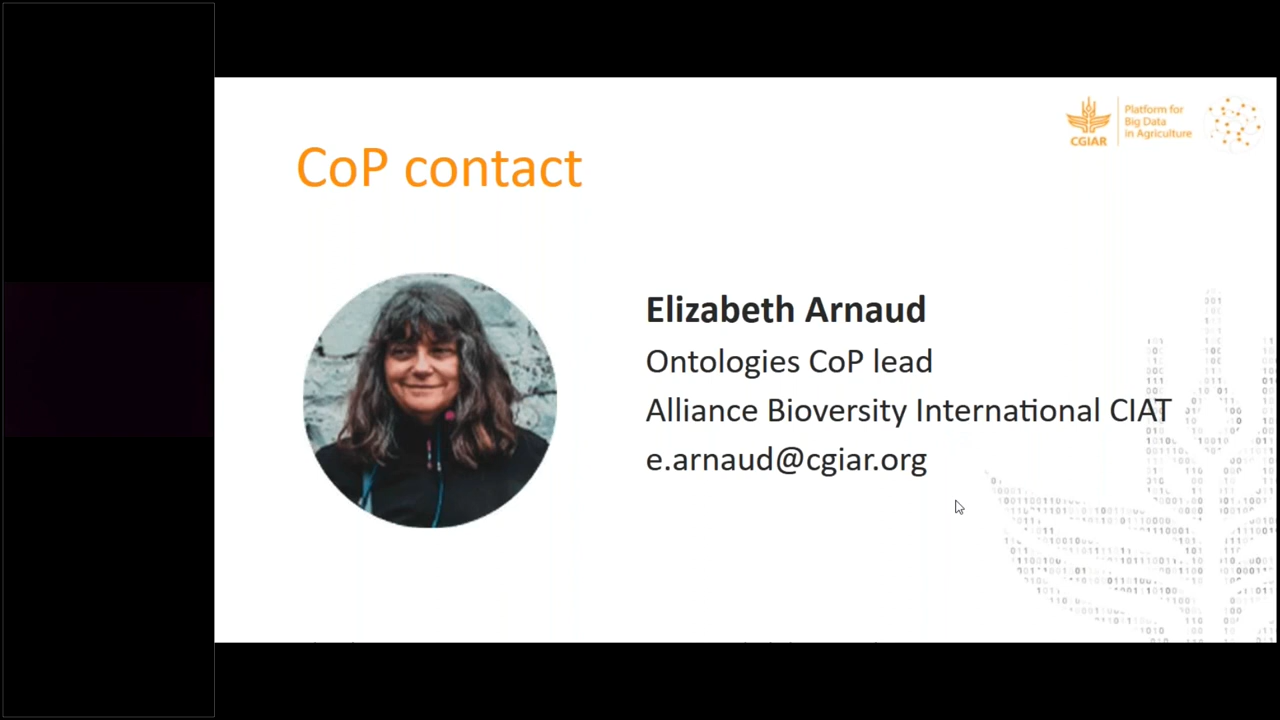 CGIAR
Platform for
Big Data
in Agriculture
CoP contact
Elizabeth Arnaud
Ontologies CoP lead
Alliance Bioversity International CIAT
e.arnaud@cgiar.org